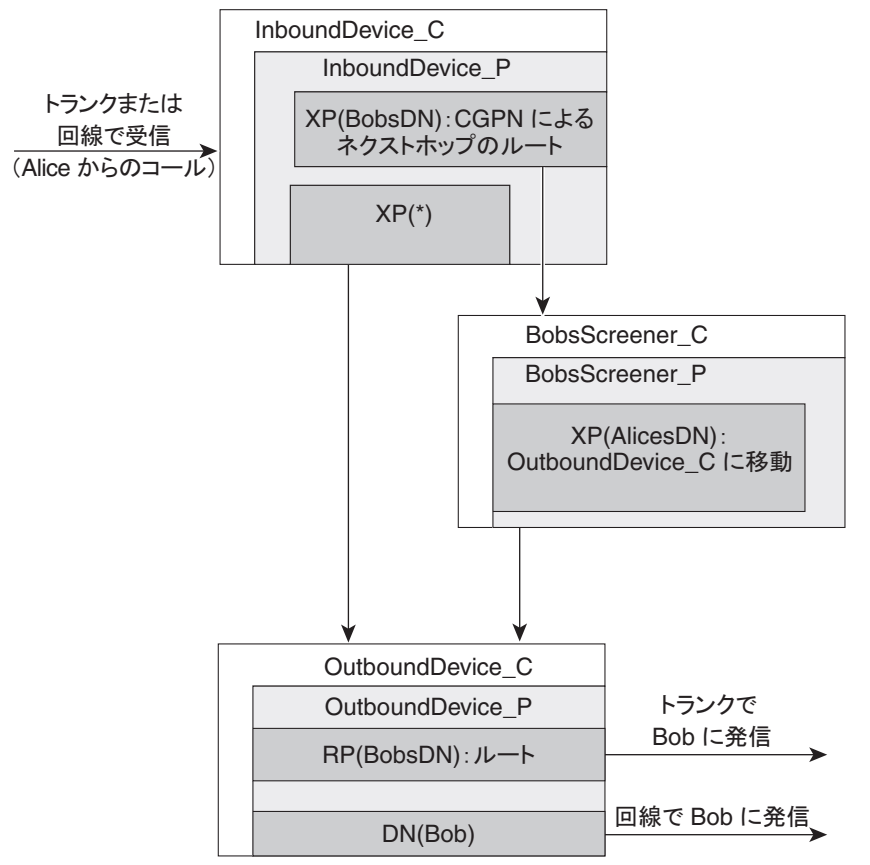 InboundDevice_C
InboundDevice_P
トランクまたは
回線で受信
（Alice からのコール）
XP(BobsDN)：CGPN による
ネクストホップのルート
XP(*)
BobsScreener_C
BobsScreener_P
XP(AlicesDN)：
OutboundDevice_C に移動
OutboundDevice_C
OutboundDevice_P
トランクで
Bob に発信
RP(BobsDN)：ルート
回線で Bob に発信
DN(Bob)